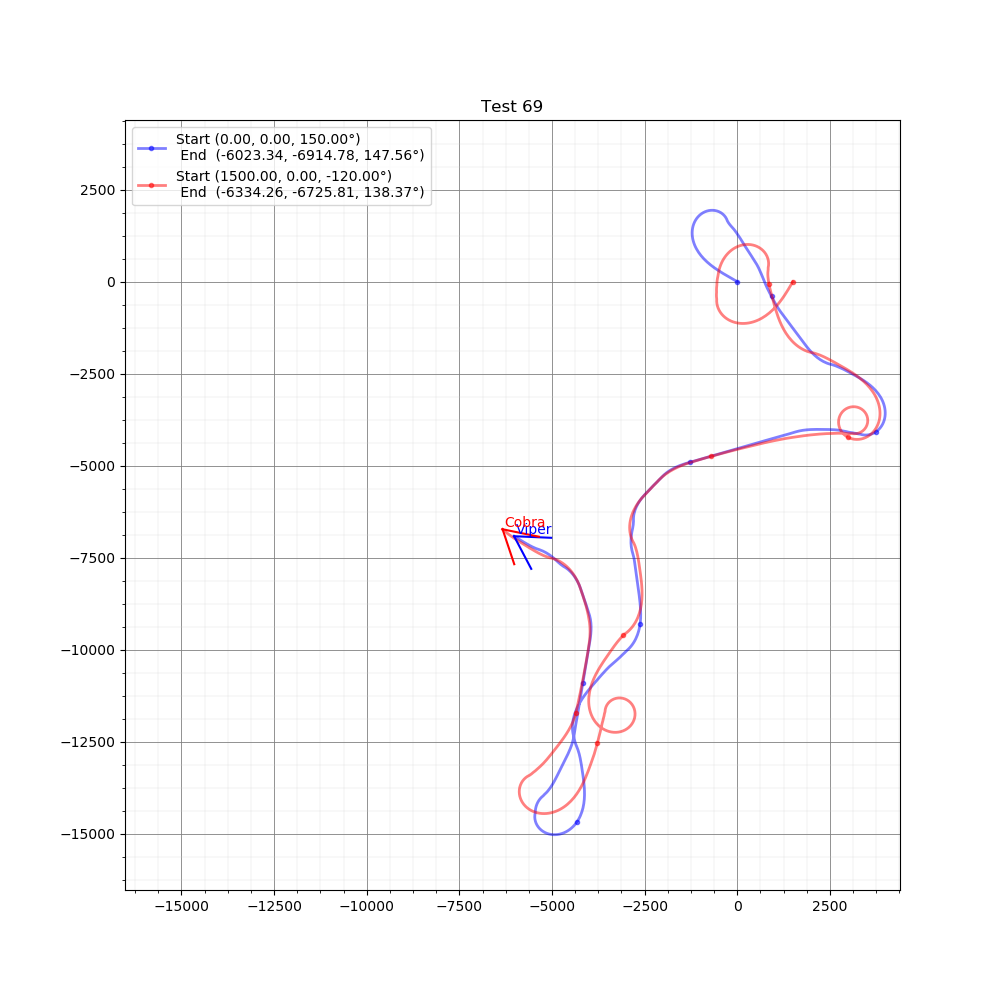 Test 69
Start (0.00, 0.00, 150.00°)
End  (-6023.34, -6914.78, 147.56°)
Start (1500.00, 0.00, -120.00°)
End  (-6334.26, -6725.81, 138.37°)
2500
0
−2500
−5000
−7500
−10000
−12500
−15000
Cobra
Viper
−15000
−12500
−10000
−7500
−5000
−2500
0
2500